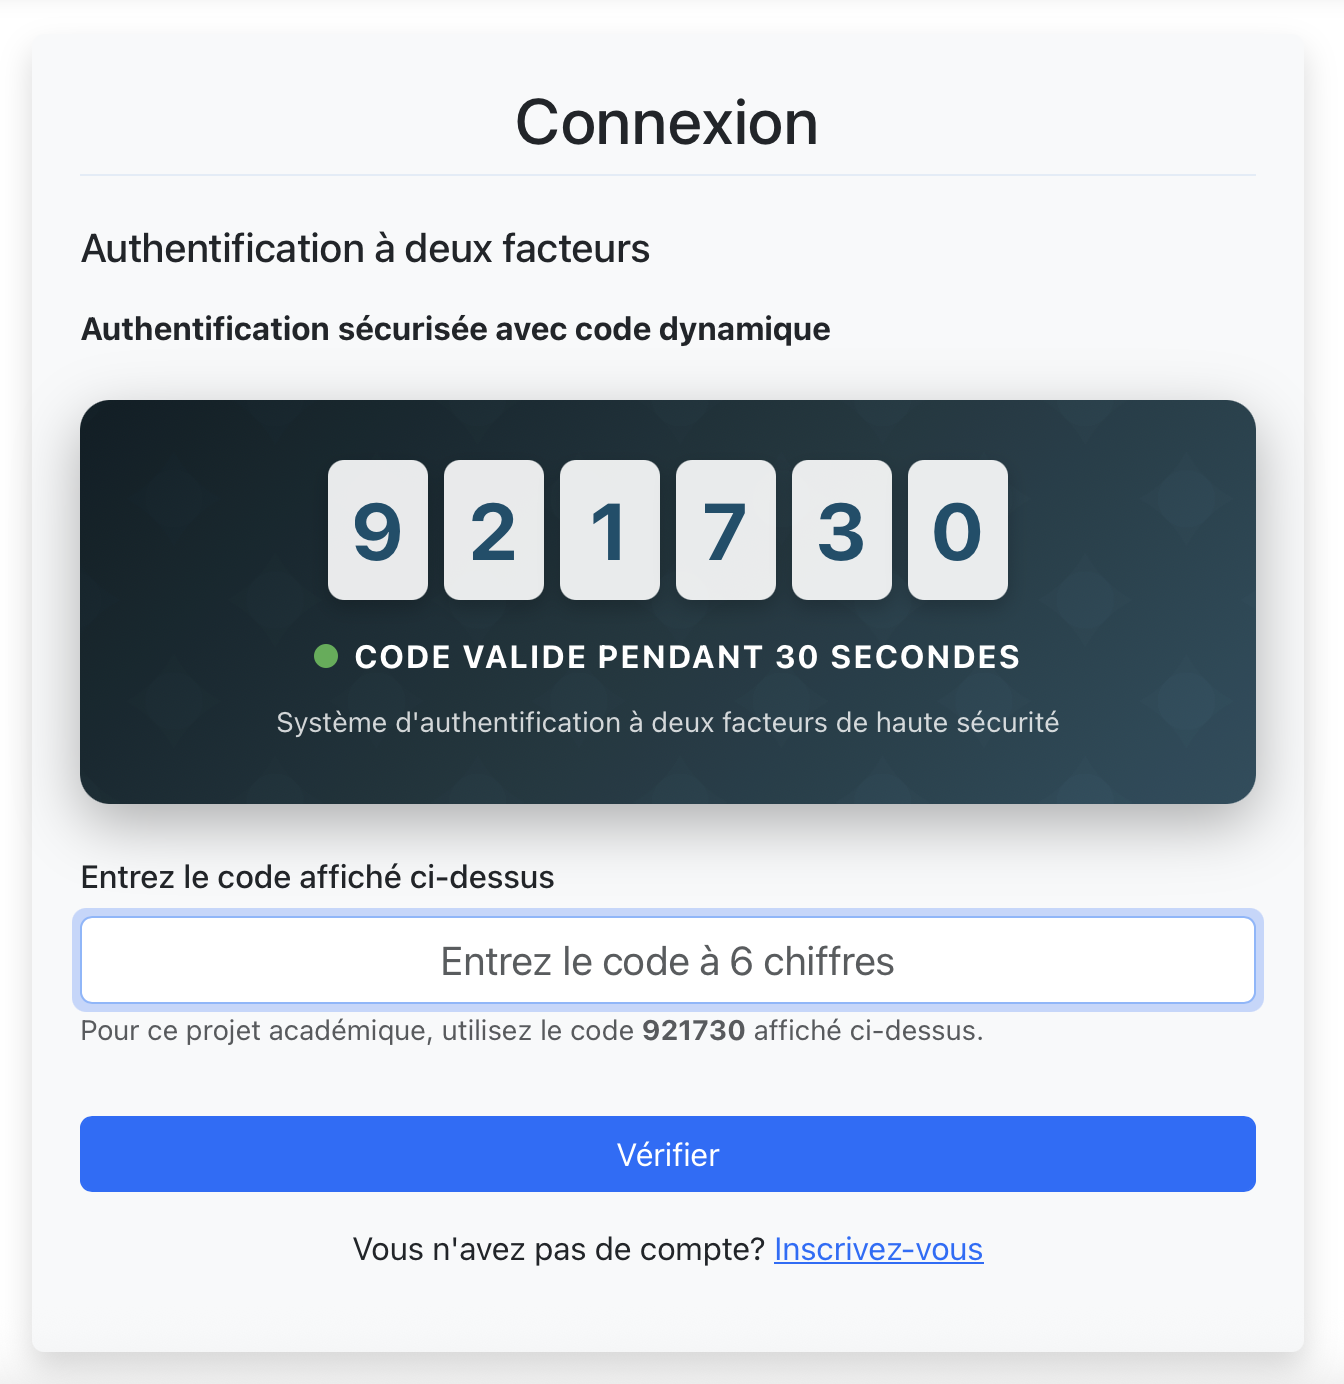 Connexion
Authentification à deux facteurs
Authentification sécurisée avec code dynamique
9 2 1 7 3 0
CODE VALIDE PENDANT 30 SECONDES
Système d'authentification à deux facteurs de haute sécurité
Entrez le code affiché ci-dessus
Entrez le code à 6 chiffres
Pour ce projet académique, utilisez le code 921730 affiché ci-dessus.
Vérifier
Vous n'avez pas de compte? Inscrivez-vous